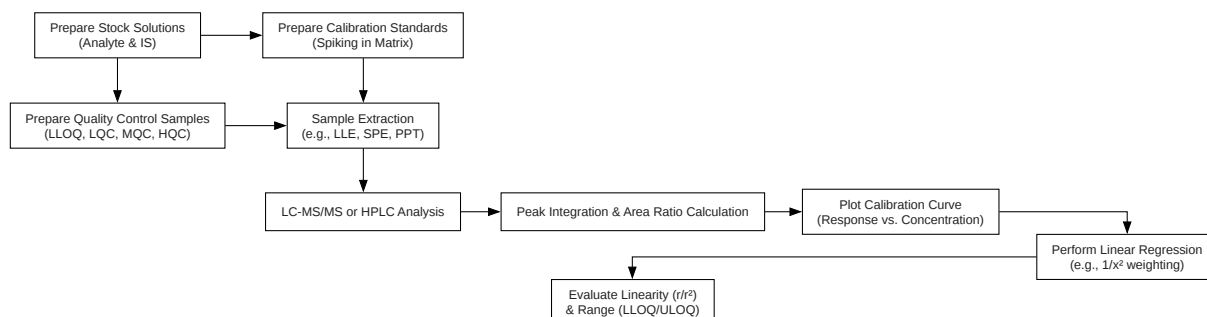 Prepare Stock Solutions
(Analyte & IS)
Prepare Calibration Standards
(Spiking in Matrix)
Prepare Quality Control Samples
(LLOQ, LQC, MQC, HQC)
Sample Extraction
(e.g., LLE, SPE, PPT)
LC-MS/MS or HPLC Analysis
Peak Integration & Area Ratio Calculation
Plot Calibration Curve
(Response vs. Concentration)
Perform Linear Regression
(e.g., 1/x² weighting)
Evaluate Linearity (r/r²)
& Range (LLOQ/ULOQ)